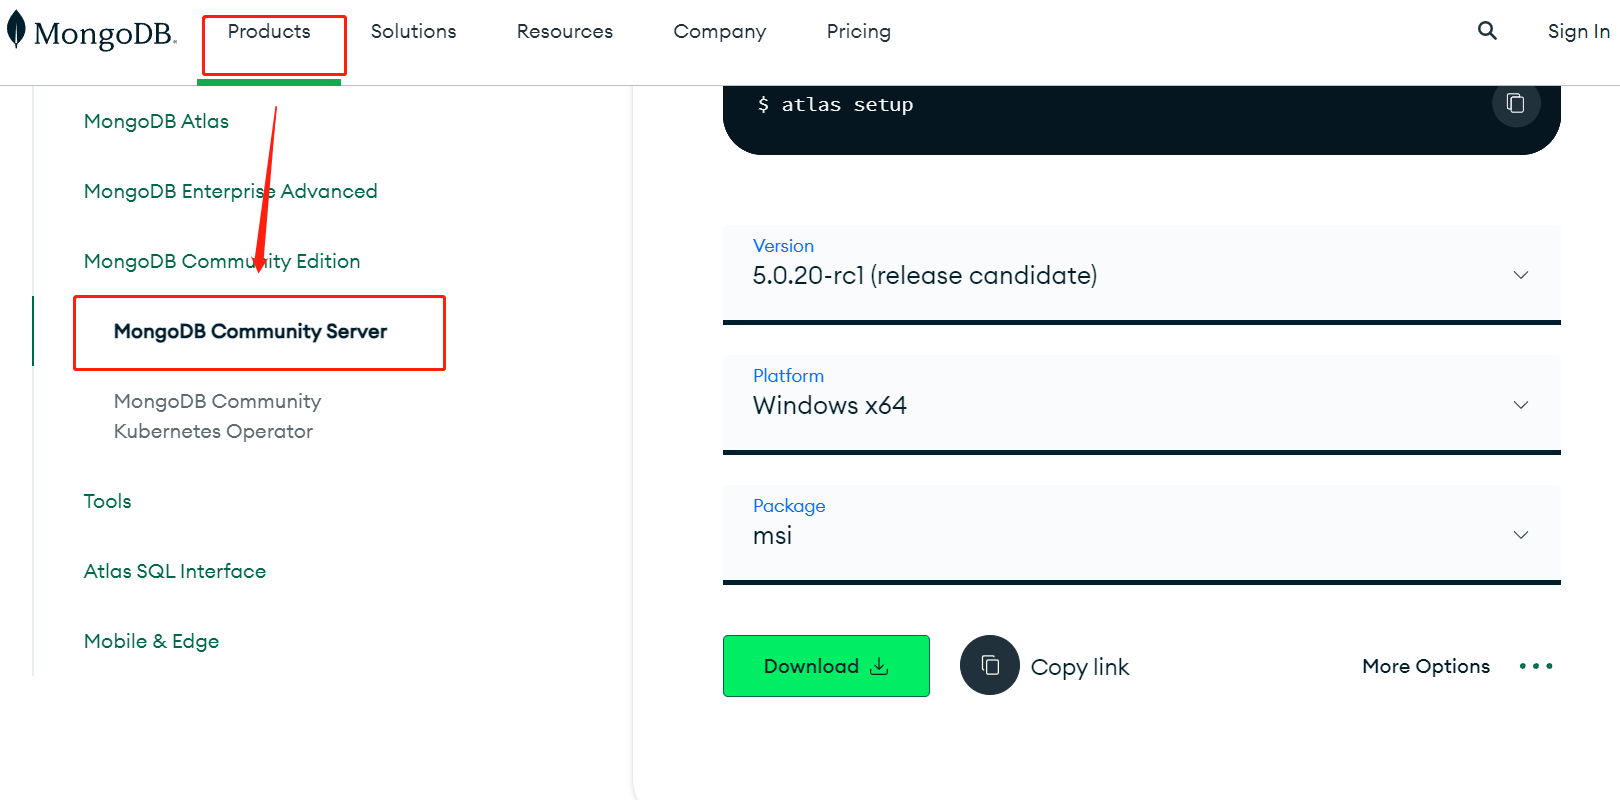 MongoDB.
Products
Solutions
Resources
Company
Pricing
Sign In
MongoDB Atlas
MongoDB Enterprise Advanced
MongoDB Community Edition
MongoDB Community Server
MongoDB Community
Kubernetes Operator
Tools
Atlas SQL Interface
Mobile & Edge
$ atlas setup
Version
5.0.20-rc1 (release candidate)
Platform
Windows x64
Package
msi
Download
Copy link
More Options